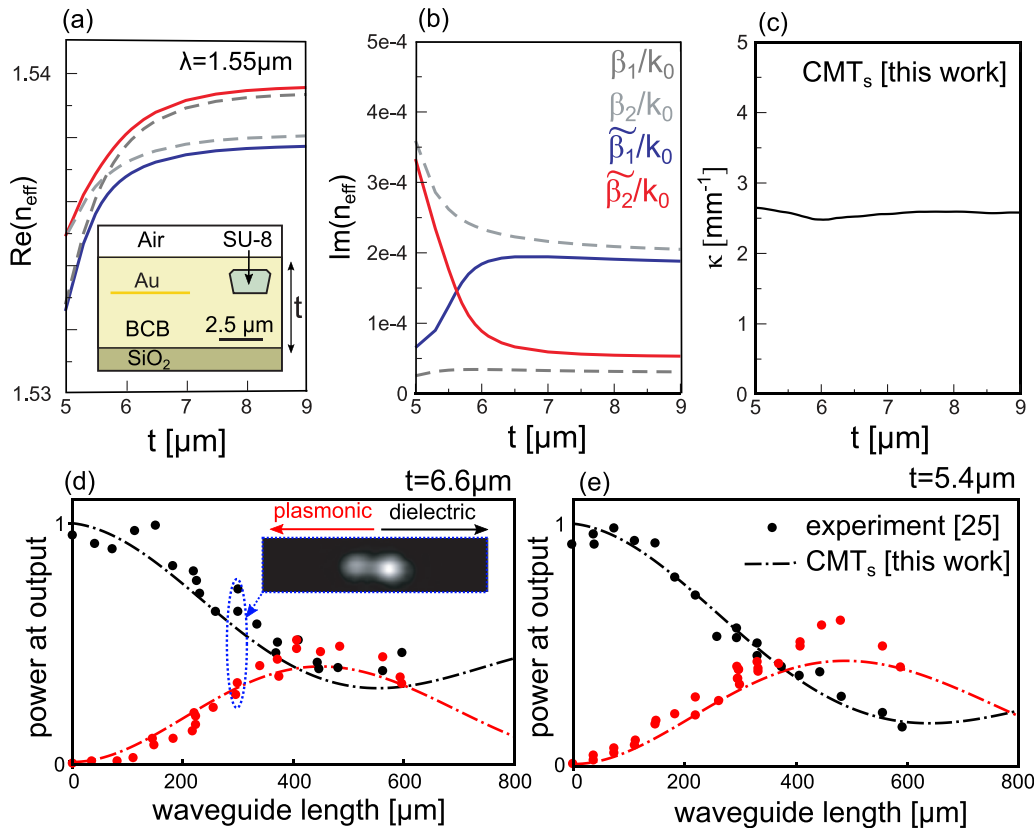 (a)
λ=1.55μm
1.54
1.53
Re(n_eff)
Air
SU-8
Au
BCB
2.5 μm
SiO₂
t
5 6 7 8 9
t [μm]
(b)
5e-4
4e-4
3e-4
2e-4
1e-4
0
Im(n_eff)
β₁/k₀
β₂/k₀
β̃₁/k₀
β̃₂/k₀
5 6 7 8 9
t [μm]
(c)
CMTₛ [this work]
5
4
3
2
1
0
κ [mm⁻¹]
5 6 7 8 9
t [μm]
(d)
t=6.6μm
plasmonic dielectric
1
0
power at output
0 200 400 600 800
waveguide length [μm]
(e)
t=5.4μm
experiment [25]
CMTₛ [this work]
1
0
power at output
0 200 400 600 800
waveguide length [μm]